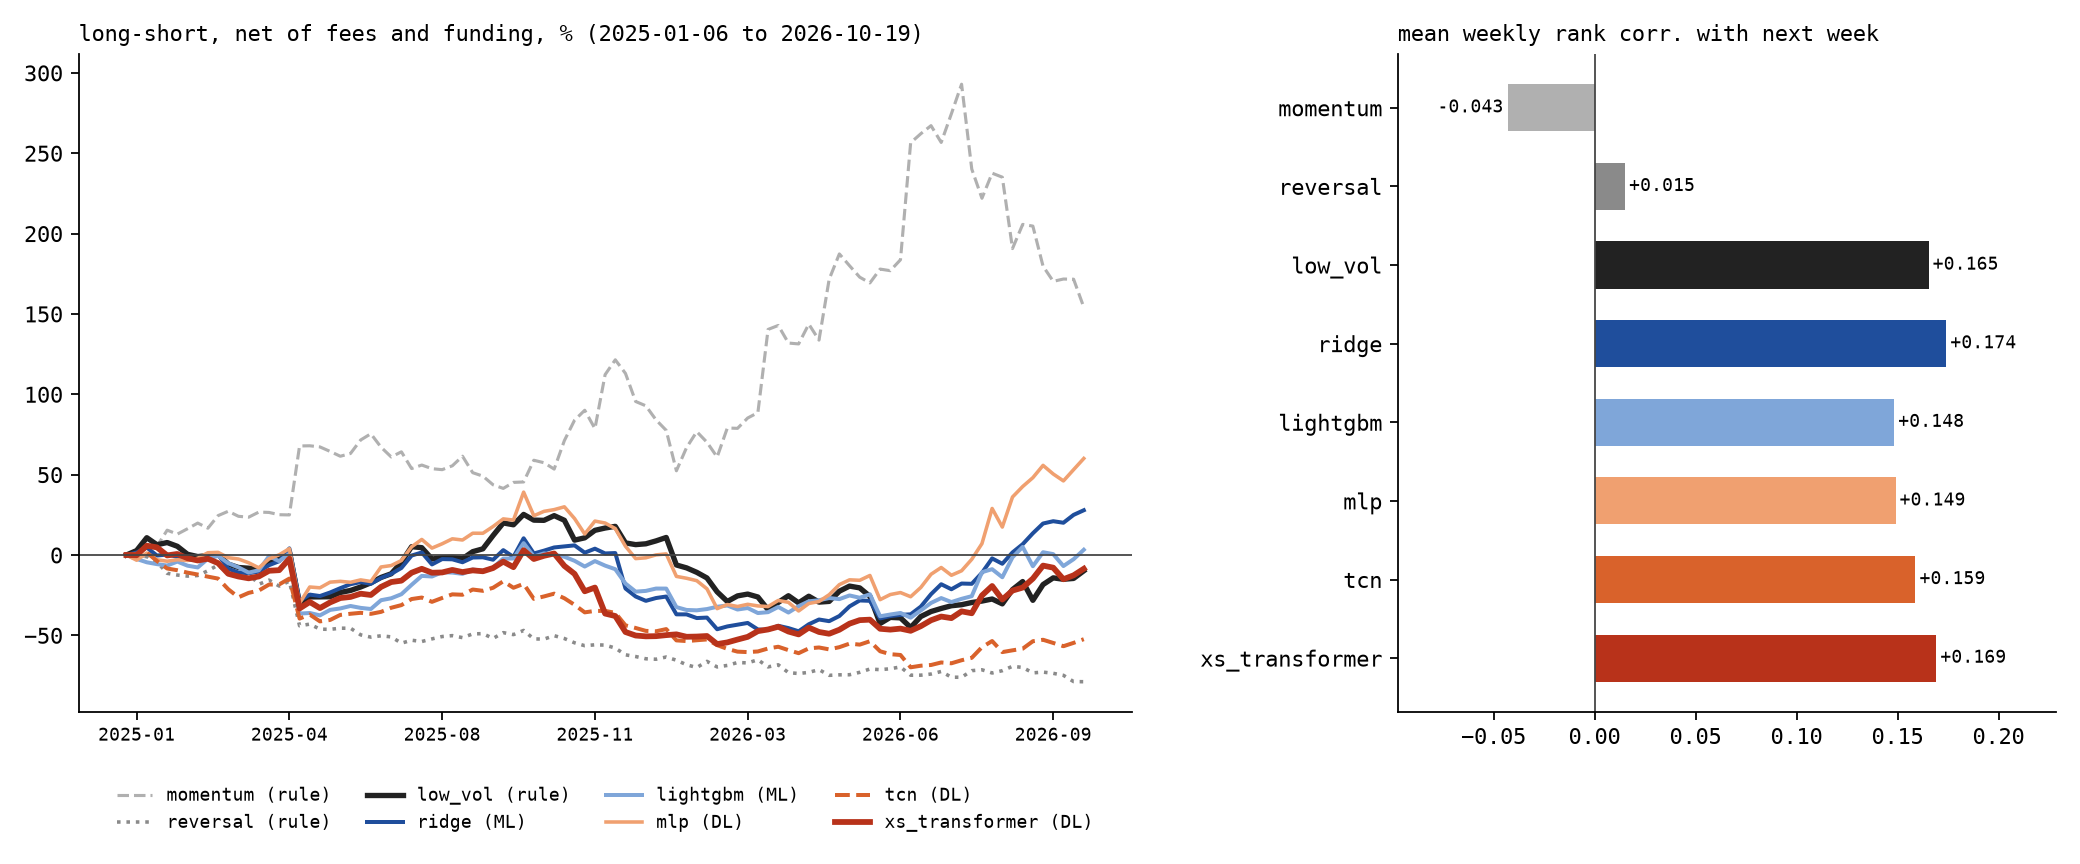 long-short, net of fees and funding, % (2025-01-06 to 2026-10-19)
300
250
200
150
100
50
0
−50
2025-01
2025-04
2025-08
2025-11
2026-03
2026-06
2026-09
momentum (rule)
reversal (rule)
low_vol (rule)
ridge (ML)
lightgbm (ML)
mlp (DL)
tcn (DL)
xs_transformer (DL)
mean weekly rank corr. with next week
momentum
-0.043
reversal
+0.015
low_vol
+0.165
ridge
+0.174
lightgbm
+0.148
mlp
+0.149
tcn
+0.159
xs_transformer
+0.169
−0.05
0.00
0.05
0.10
0.15
0.20